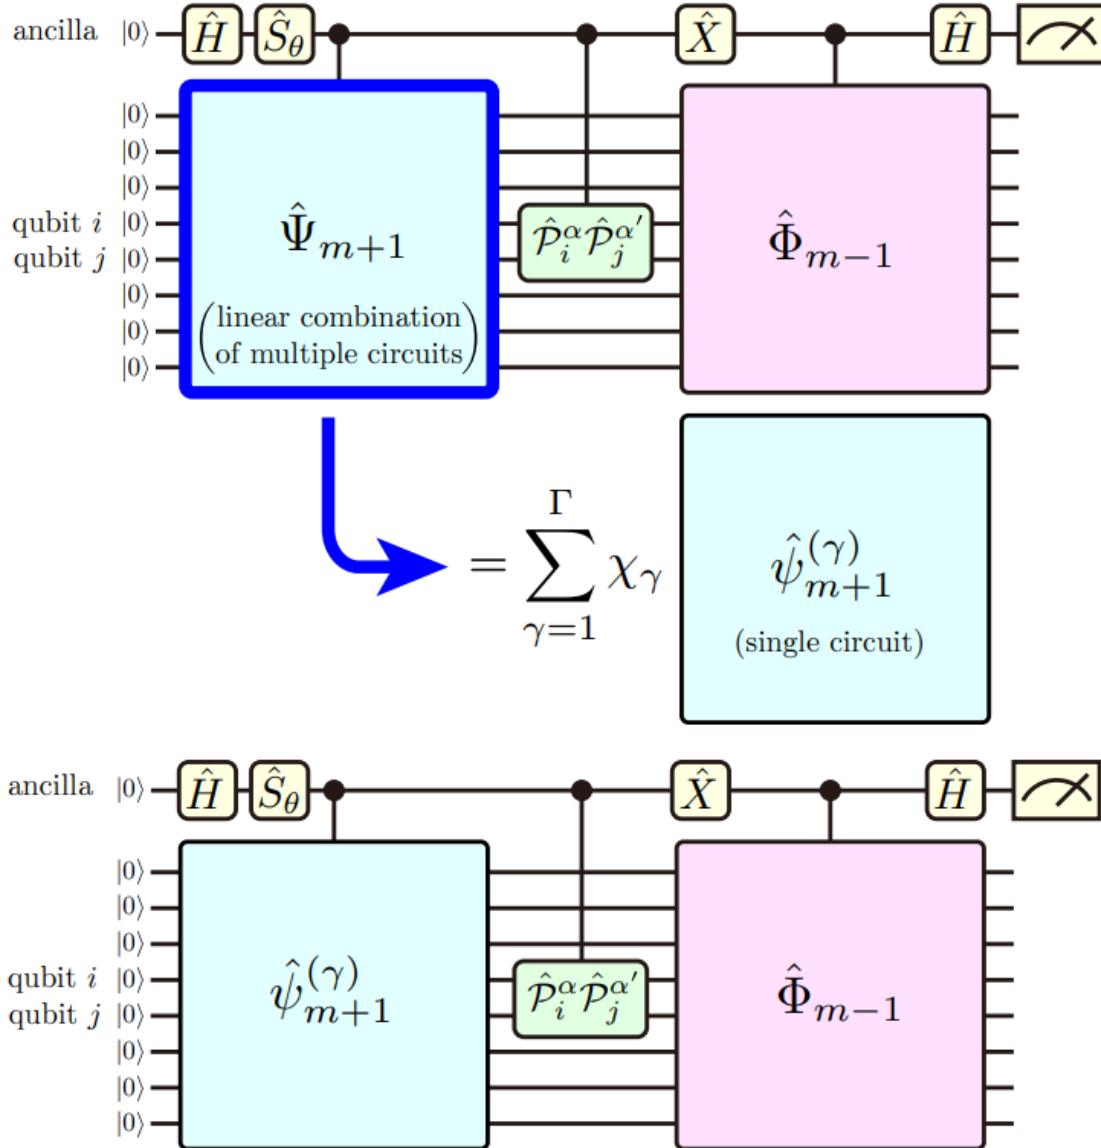 ancilla |0⟩ Ĥ Ŝ_θ X̂ Ĥ
|0⟩
|0⟩
|0⟩
qubit i |0⟩ Ψ̂_{m+1} 𝒫̂_i^α 𝒫̂_j^{α′} Φ̂_{m−1}
qubit j |0⟩
|0⟩
(linear combination
|0⟩
of multiple circuits)
|0⟩
= ∑_{γ=1}^{Γ} χ_γ ψ̂_{m+1}^{(γ)}
(single circuit)
ancilla |0⟩ Ĥ Ŝ_θ X̂ Ĥ
|0⟩
|0⟩
|0⟩
qubit i |0⟩ ψ̂_{m+1}^{(γ)} 𝒫̂_i^α 𝒫̂_j^{α′} Φ̂_{m−1}
qubit j |0⟩
|0⟩
|0⟩
|0⟩